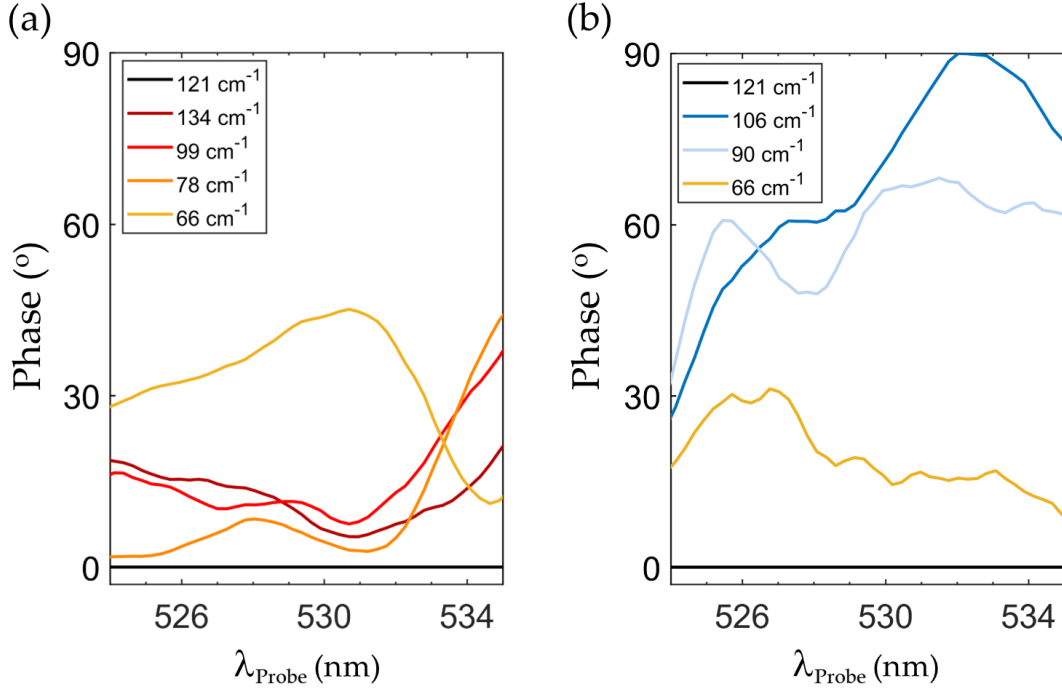 (a)
90
60
30
0
Phase (º)
121 cm⁻¹
134 cm⁻¹
99 cm⁻¹
78 cm⁻¹
66 cm⁻¹
526
530
534
λProbe (nm)
(b)
90
60
30
0
Phase (º)
121 cm⁻¹
106 cm⁻¹
90 cm⁻¹
66 cm⁻¹
526
530
534
λProbe (nm)